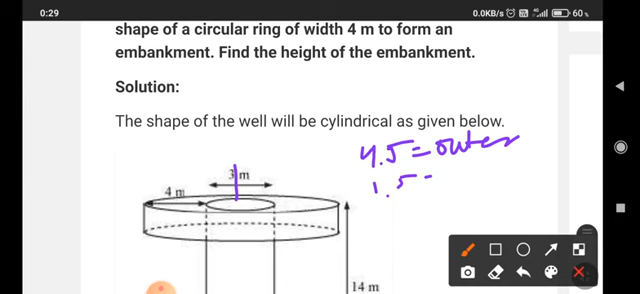 0:29 0.0KB/s 60%
shape of a circular ring of width 4 m to form an
embankment. Find the height of the embankment.
Solution:
The shape of the well will be cylindrical as given below.
4.5 = outer
1.5 =
3 m
4 m
14 m